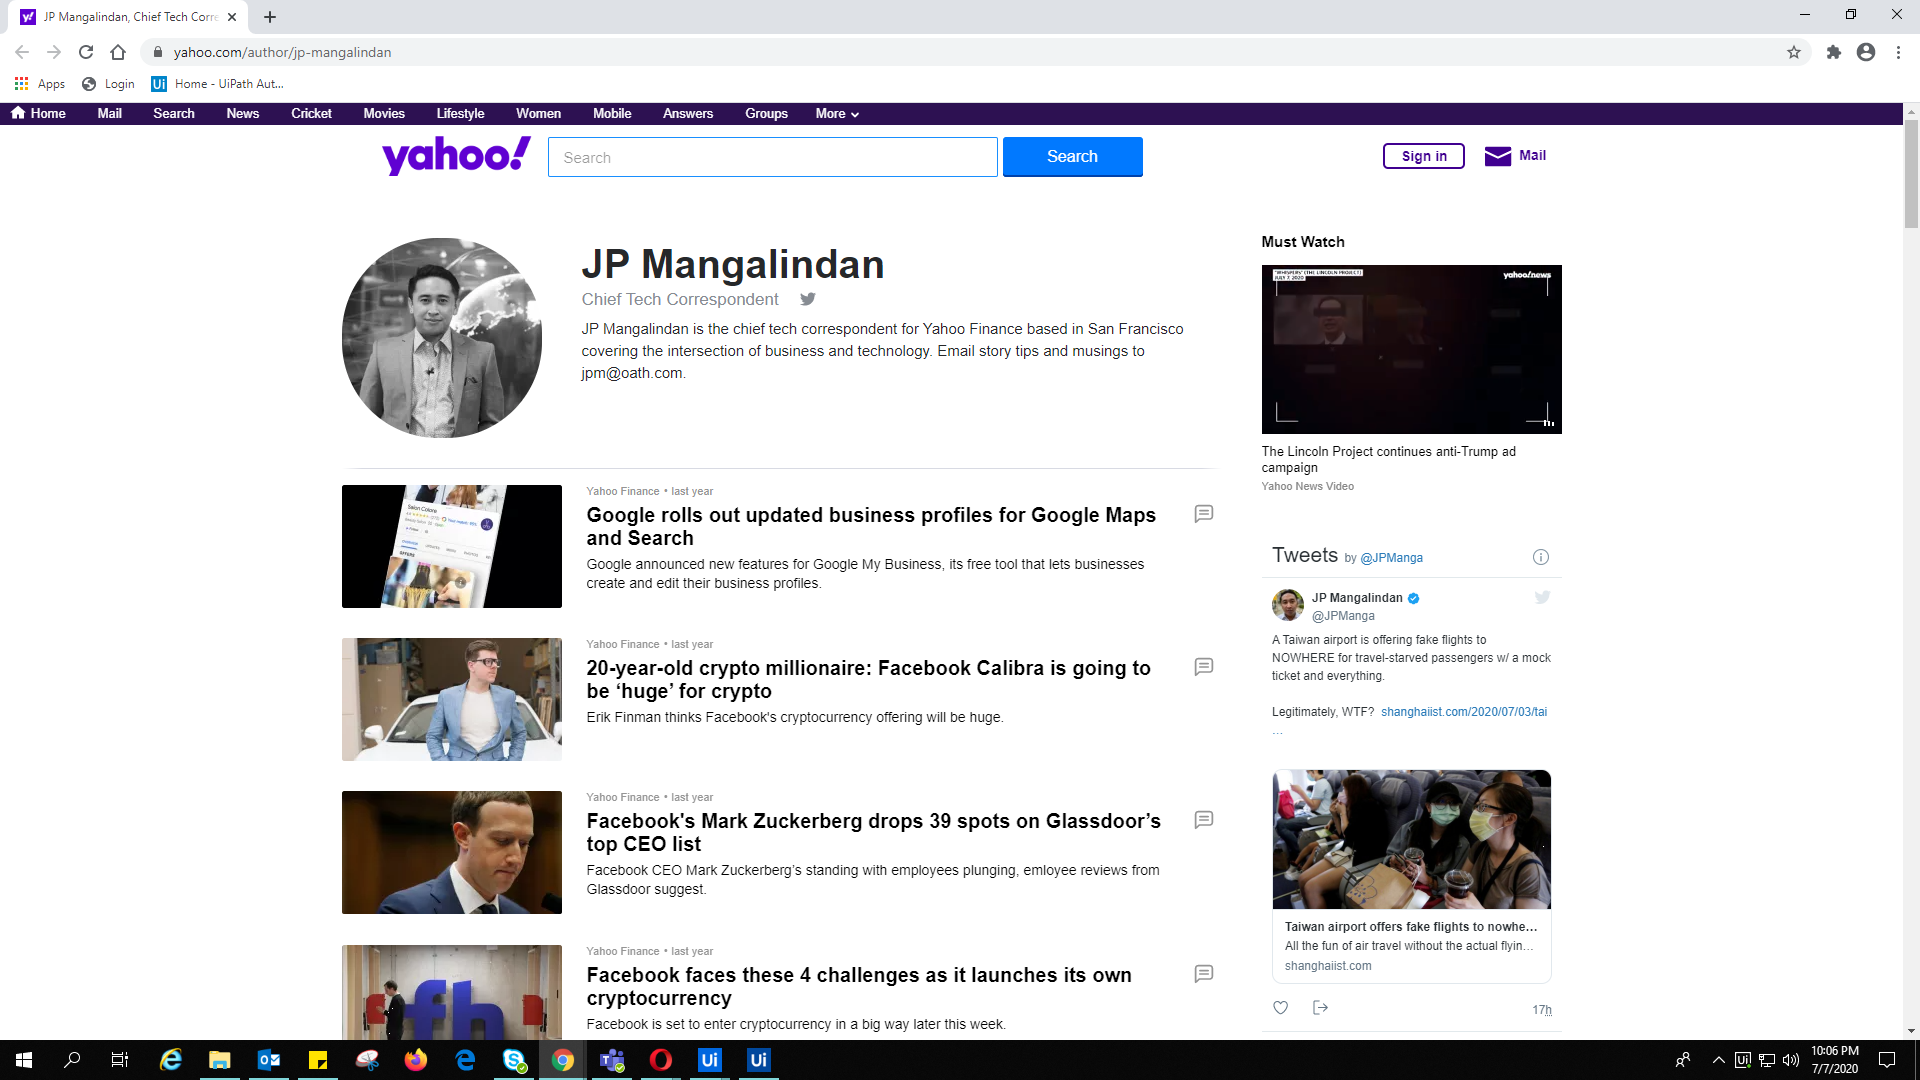 JP Mangalindan, Chief Tech Corre
yahoo.com/author/jp-mangalindan
Apps Login Ui Home - UiPath Aut...
Home Mail Search News Cricket Movies Lifestyle Women Mobile Answers Groups More
yahoo! Search Search Sign in Mail
JP Mangalindan
Chief Tech Correspondent
JP Mangalindan is the chief tech correspondent for Yahoo Finance based in San Francisco
covering the intersection of business and technology. Email story tips and musings to
jpm@oath.com.
Yahoo Finance • last year
Google rolls out updated business profiles for Google Maps
and Search
Google announced new features for Google My Business, its free tool that lets businesses
create and edit their business profiles.
Yahoo Finance • last year
20-year-old crypto millionaire: Facebook Calibra is going to
be ‘huge’ for crypto
Erik Finman thinks Facebook's cryptocurrency offering will be huge.
Yahoo Finance • last year
Facebook's Mark Zuckerberg drops 39 spots on Glassdoor’s
top CEO list
Facebook CEO Mark Zuckerberg’s standing with employees plunging, emloyee reviews from
Glassdoor suggest.
Yahoo Finance • last year
Facebook faces these 4 challenges as it launches its own
cryptocurrency
Facebook is set to enter cryptocurrency in a big way later this week.
Must Watch
"WHISPERS" (THE LINCOLN PROJECT)
JULY 7, 2020
yahoo!news
The Lincoln Project continues anti-Trump ad
campaign
Yahoo News Video
Tweets by @JPManga
JP Mangalindan
@JPManga
A Taiwan airport is offering fake flights to
NOWHERE for travel-starved passengers w/ a mock
ticket and everything.
Legitimately, WTF? shanghaiist.com/2020/07/03/tai
...
Taiwan airport offers fake flights to nowhe...
All the fun of air travel without the actual flyin...
shanghaiist.com
17h
Ui Ui Ui 10:06 PM
7/7/2020